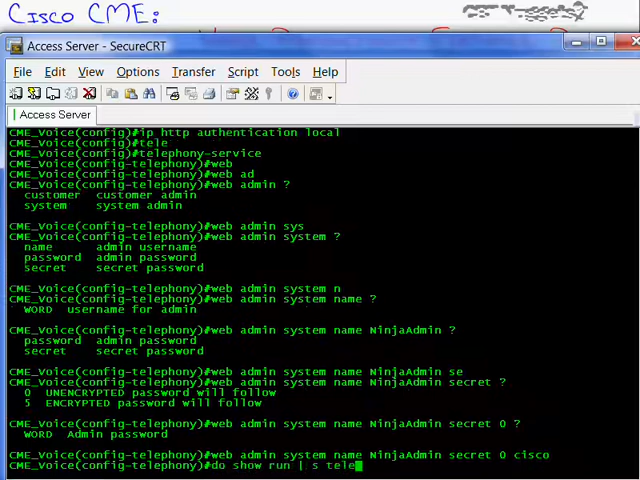 Cisco CME:
Access Server - SecureCRT
File Edit View Options Transfer Script Tools Help
Access Server
CME_Voice(config)#ip http authentication local
CME_Voice(config)#tele
CME_Voice(config)#telephony-service
CME_Voice(config-telephony)#web
CME_Voice(config-telephony)#web ad
CME_Voice(config-telephony)#web admin ?
customer customer admin
system system admin
CME_Voice(config-telephony)#web admin sys
CME_Voice(config-telephony)#web admin system ?
name admin username
password admin password
secret secret password
CME_Voice(config-telephony)#web admin system n
CME_Voice(config-telephony)#web admin system name ?
WORD username for admin
CME_Voice(config-telephony)#web admin system name NinjaAdmin ?
password admin password
secret secret password
CME_Voice(config-telephony)#web admin system name NinjaAdmin se
CME_Voice(config-telephony)#web admin system name NinjaAdmin secret ?
0 UNENCRYPTED password will follow
5 ENCRYPTED password will follow
CME_Voice(config-telephony)#web admin system name NinjaAdmin secret 0 ?
WORD Admin password
CME_Voice(config-telephony)#web admin system name NinjaAdmin secret 0 cisco
CME_Voice(config-telephony)#do show run | s tele